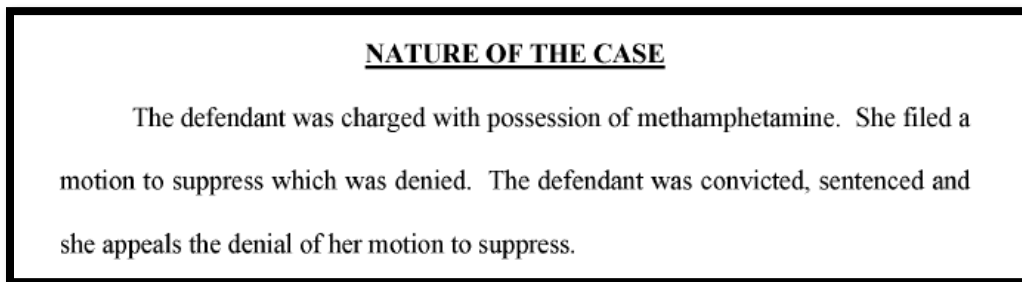 NATURE OF THE CASE
The defendant was charged with possession of methamphetamine. She filed a
motion to suppress which was denied. The defendant was convicted, sentenced and
she appeals the denial of her motion to suppress.